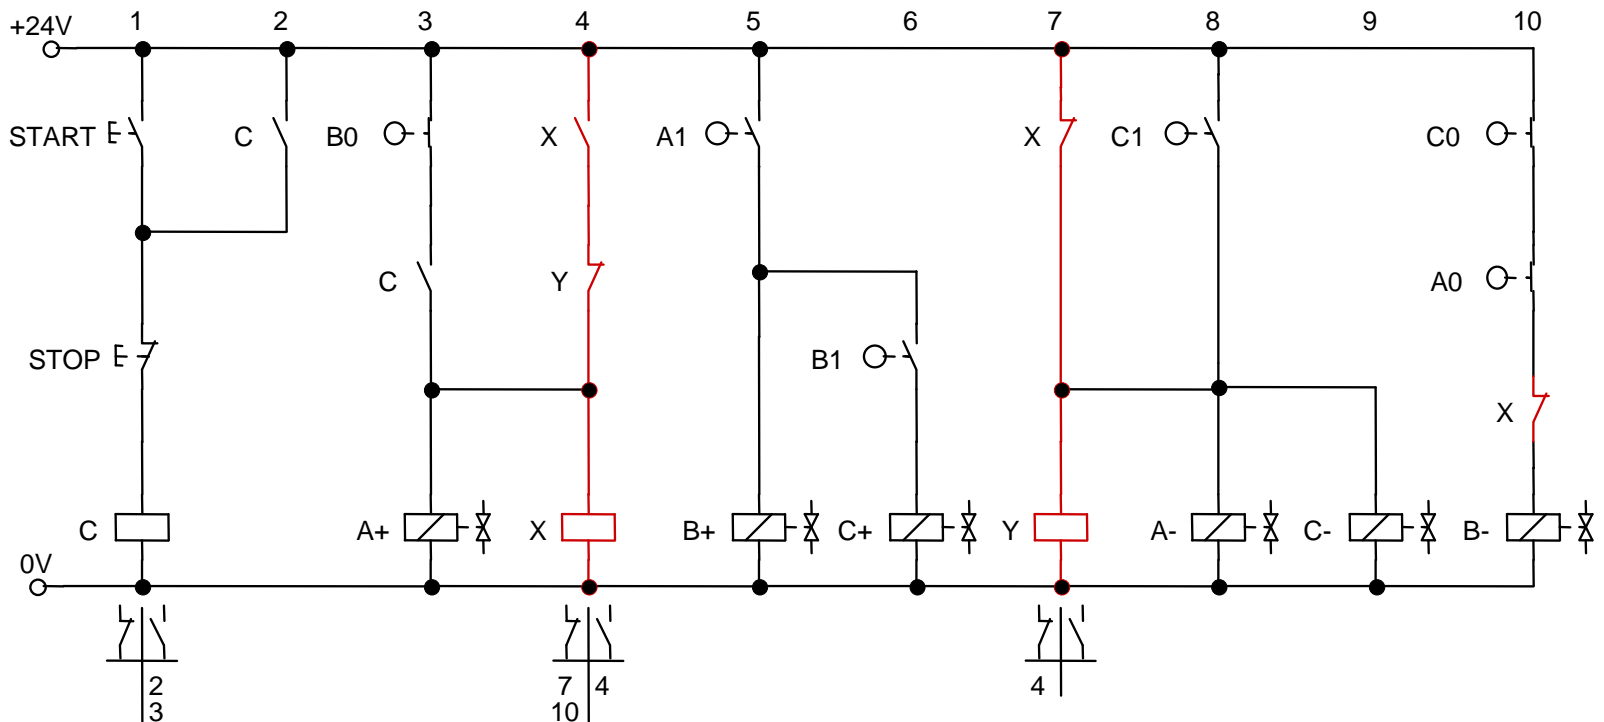 +24V 1 2 3 4 5 6 7 8 9 10
START C B0 X A1 X C1 C0
C Y A0
STOP B1
X
C A+ X B+ C+ Y A- C- B-
0V
2 7 4 4
3 10